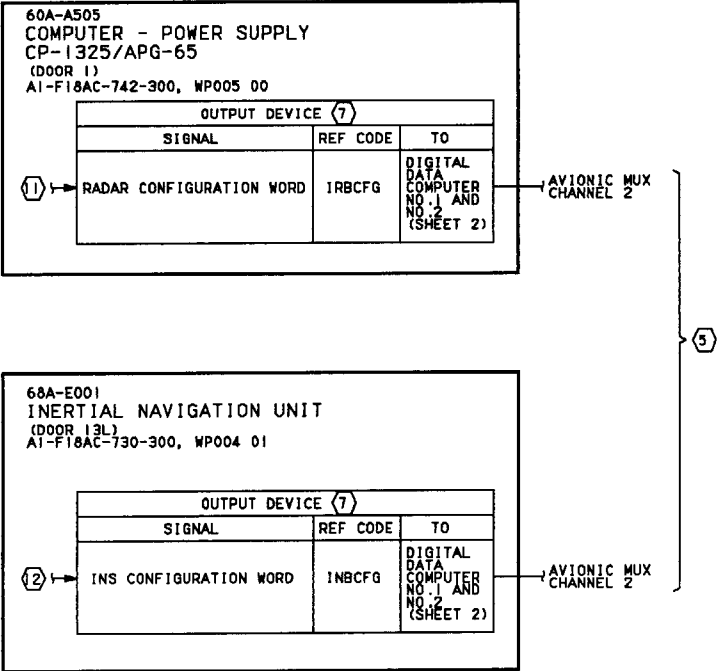 60A-A505
COMPUTER - POWER SUPPLY
CP-1325/APG-65
(DOOR 1)
A1-F18AC-742-300, WP005 00
OUTPUT DEVICE 7
SIGNAL REF CODE TO
11 RADAR CONFIGURATION WORD IRBCFG
DIGITAL
DATA
COMPUTER
NO.1 AND
NO.2
(SHEET 2)
AVIONIC MUX
CHANNEL 2
5
68A-E001
INERTIAL NAVIGATION UNIT
(DOOR 13L)
A1-F18AC-730-300, WP004 01
OUTPUT DEVICE 7
SIGNAL REF CODE TO
12 INS CONFIGURATION WORD INBCFG
DIGITAL
DATA
COMPUTER
NO.1 AND
NO.2
(SHEET 2)
AVIONIC MUX
CHANNEL 2